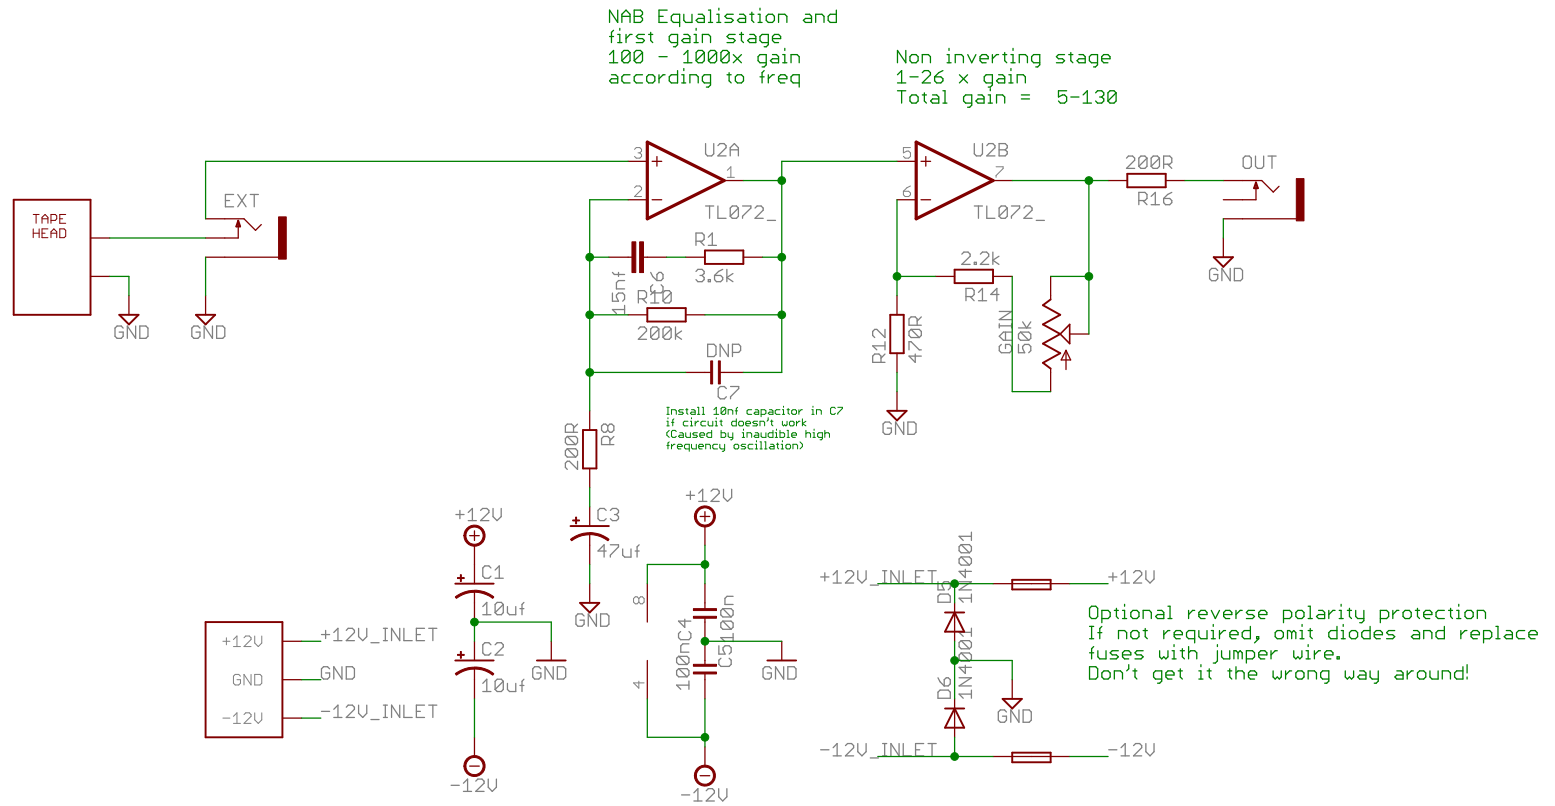 NAB Equalisation and
first gain stage
100 - 1000x gain
according to freq
Non inverting stage
1-26 x gain
Total gain =  5-130
TAPE
HEAD
GND
EXT
GND
3
2
1
U2A
TL072_
15nf
C6
R1
3.6k
R10
200k
DNP
C7
Install 10nf capacitor in C7
if circuit doesn't work
(Caused by inaudible high
frequency oscillation)
200R
R8
C3
47uf
GND
5
6
7
U2B
TL072_
2.2k
R14
R12
470R
GND
GAIN
50k
200R
R16
OUT
GND
+12V
GND
-12V
+12V_INLET
GND
-12V_INLET
+12V
C1
10uf
C2
10uf
GND
-12V
+12V
8
4
100n
C4
100n
C5
GND
-12V
+12V_INLET
D5
1N4001
+12V
D6
1N4001
GND
-12V_INLET
-12V
Optional reverse polarity protection
If not required, omit diodes and replace
fuses with jumper wire.
Don't get it the wrong way around!